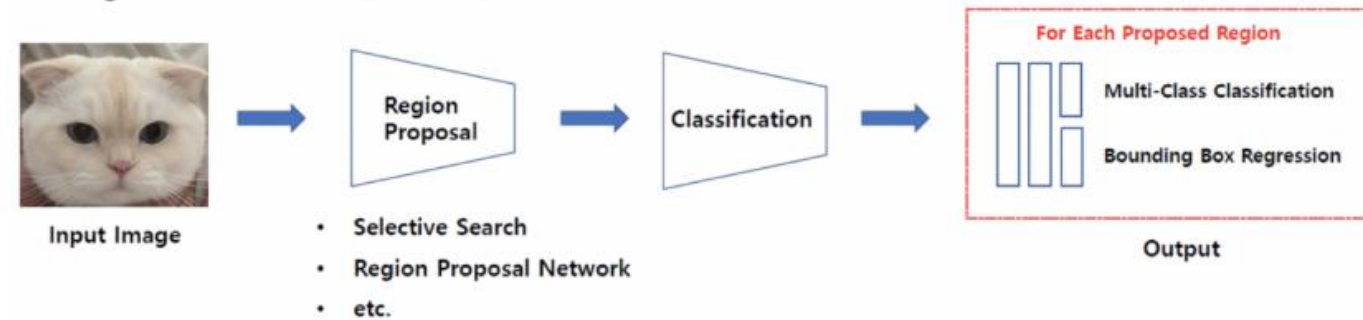 For Each Proposed Region
Region
Proposal
Classification
Multi-Class Classification
Bounding Box Regression
Input Image
• Selective Search
• Region Proposal Network
• etc.
Output